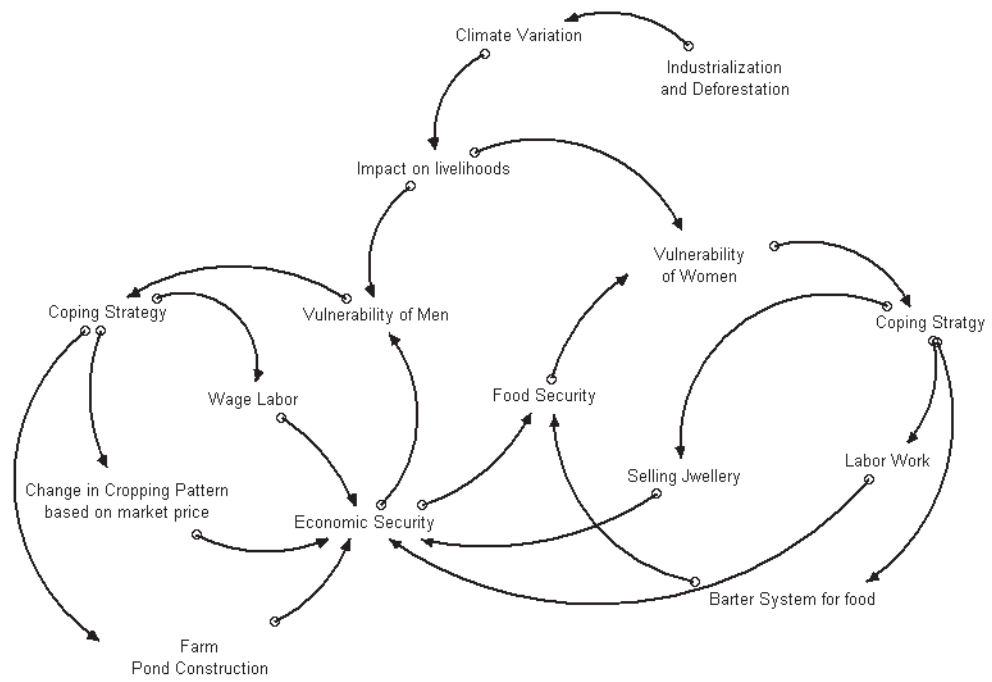 Climate Variation
Industrialization
and Deforestation
Impact on livelihoods
Vulnerability
of Women
Coping Strategy
Vulnerability of Men
Coping Stratgy
Wage Labor
Food Security
Labor Work
Selling Jwellery
Change in Cropping Pattern
based on market price
Economic Security
Barter System for food
Farm
Pond Construction